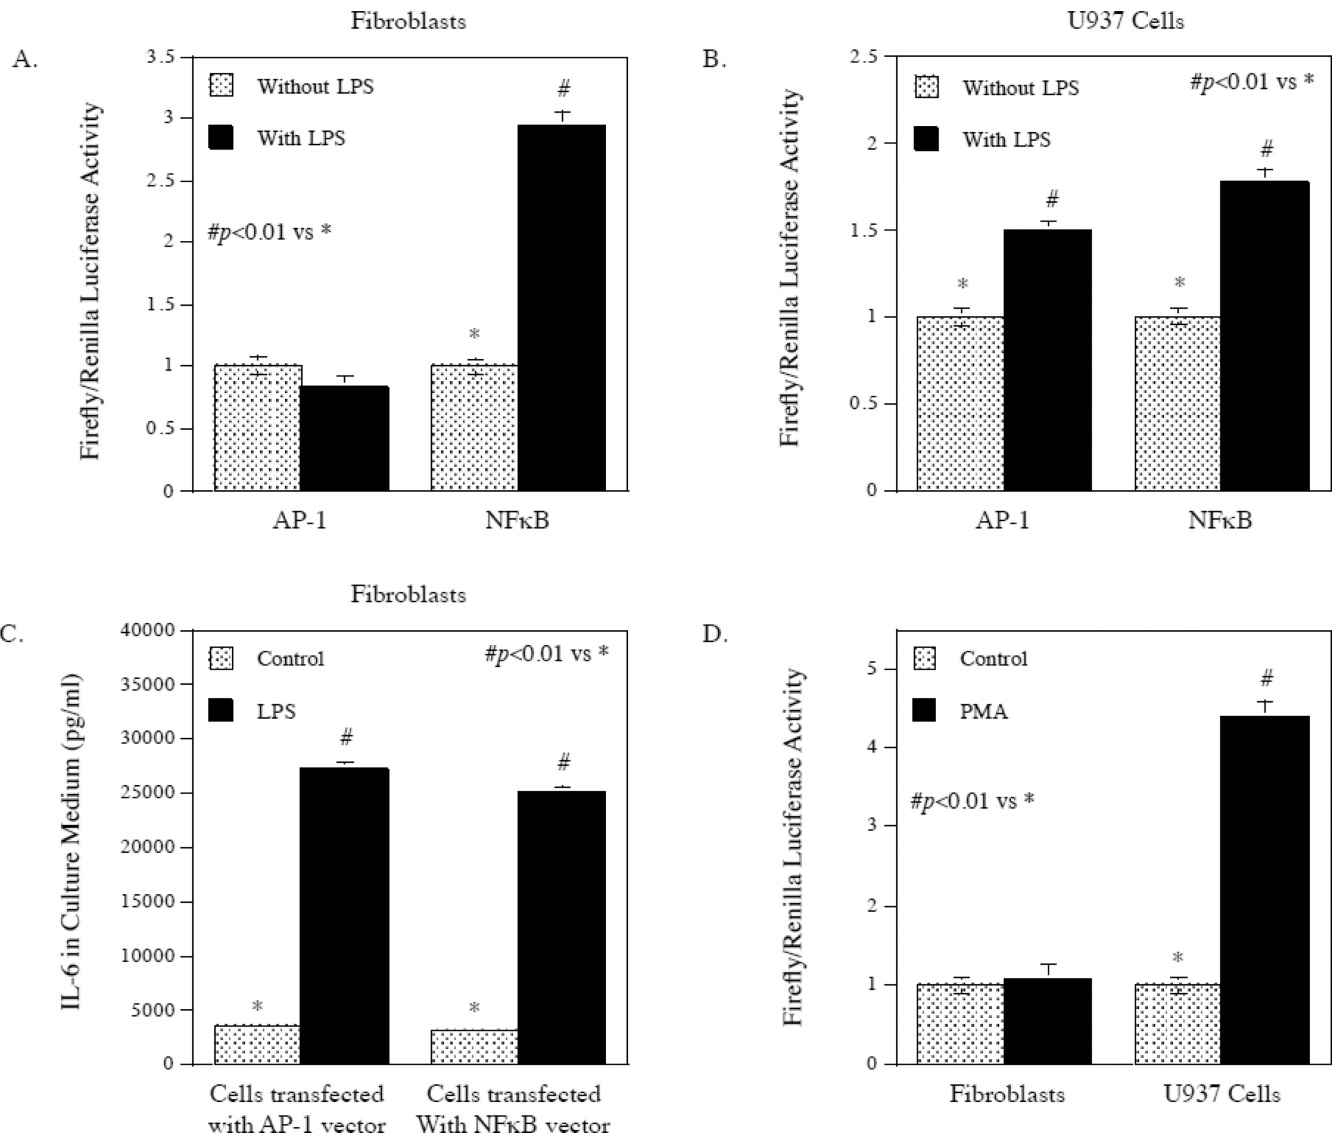 Fibroblasts
A.
3.5
3
2.5
2
1.5
1
0.5
0
Firefly/Renilla Luciferase Activity
Without LPS
With LPS
#p<0.01 vs *
#
*
AP-1
NFκB
U937 Cells
B.
2.5
2
1.5
1
0.5
0
Firefly/Renilla Luciferase Activity
Without LPS
With LPS
#p<0.01 vs *
#
#
*
*
AP-1
NFκB
Fibroblasts
C.
40000
35000
30000
25000
20000
15000
10000
5000
0
IL-6 in Culture Medium (pg/ml)
Control
LPS
#p<0.01 vs *
#
#
*
*
Cells transfected
with AP-1 vector
Cells transfected
With NFκB vector
D.
5
4
3
2
1
0
Firefly/Renilla Luciferase Activity
Control
PMA
#p<0.01 vs *
#
*
Fibroblasts
U937 Cells